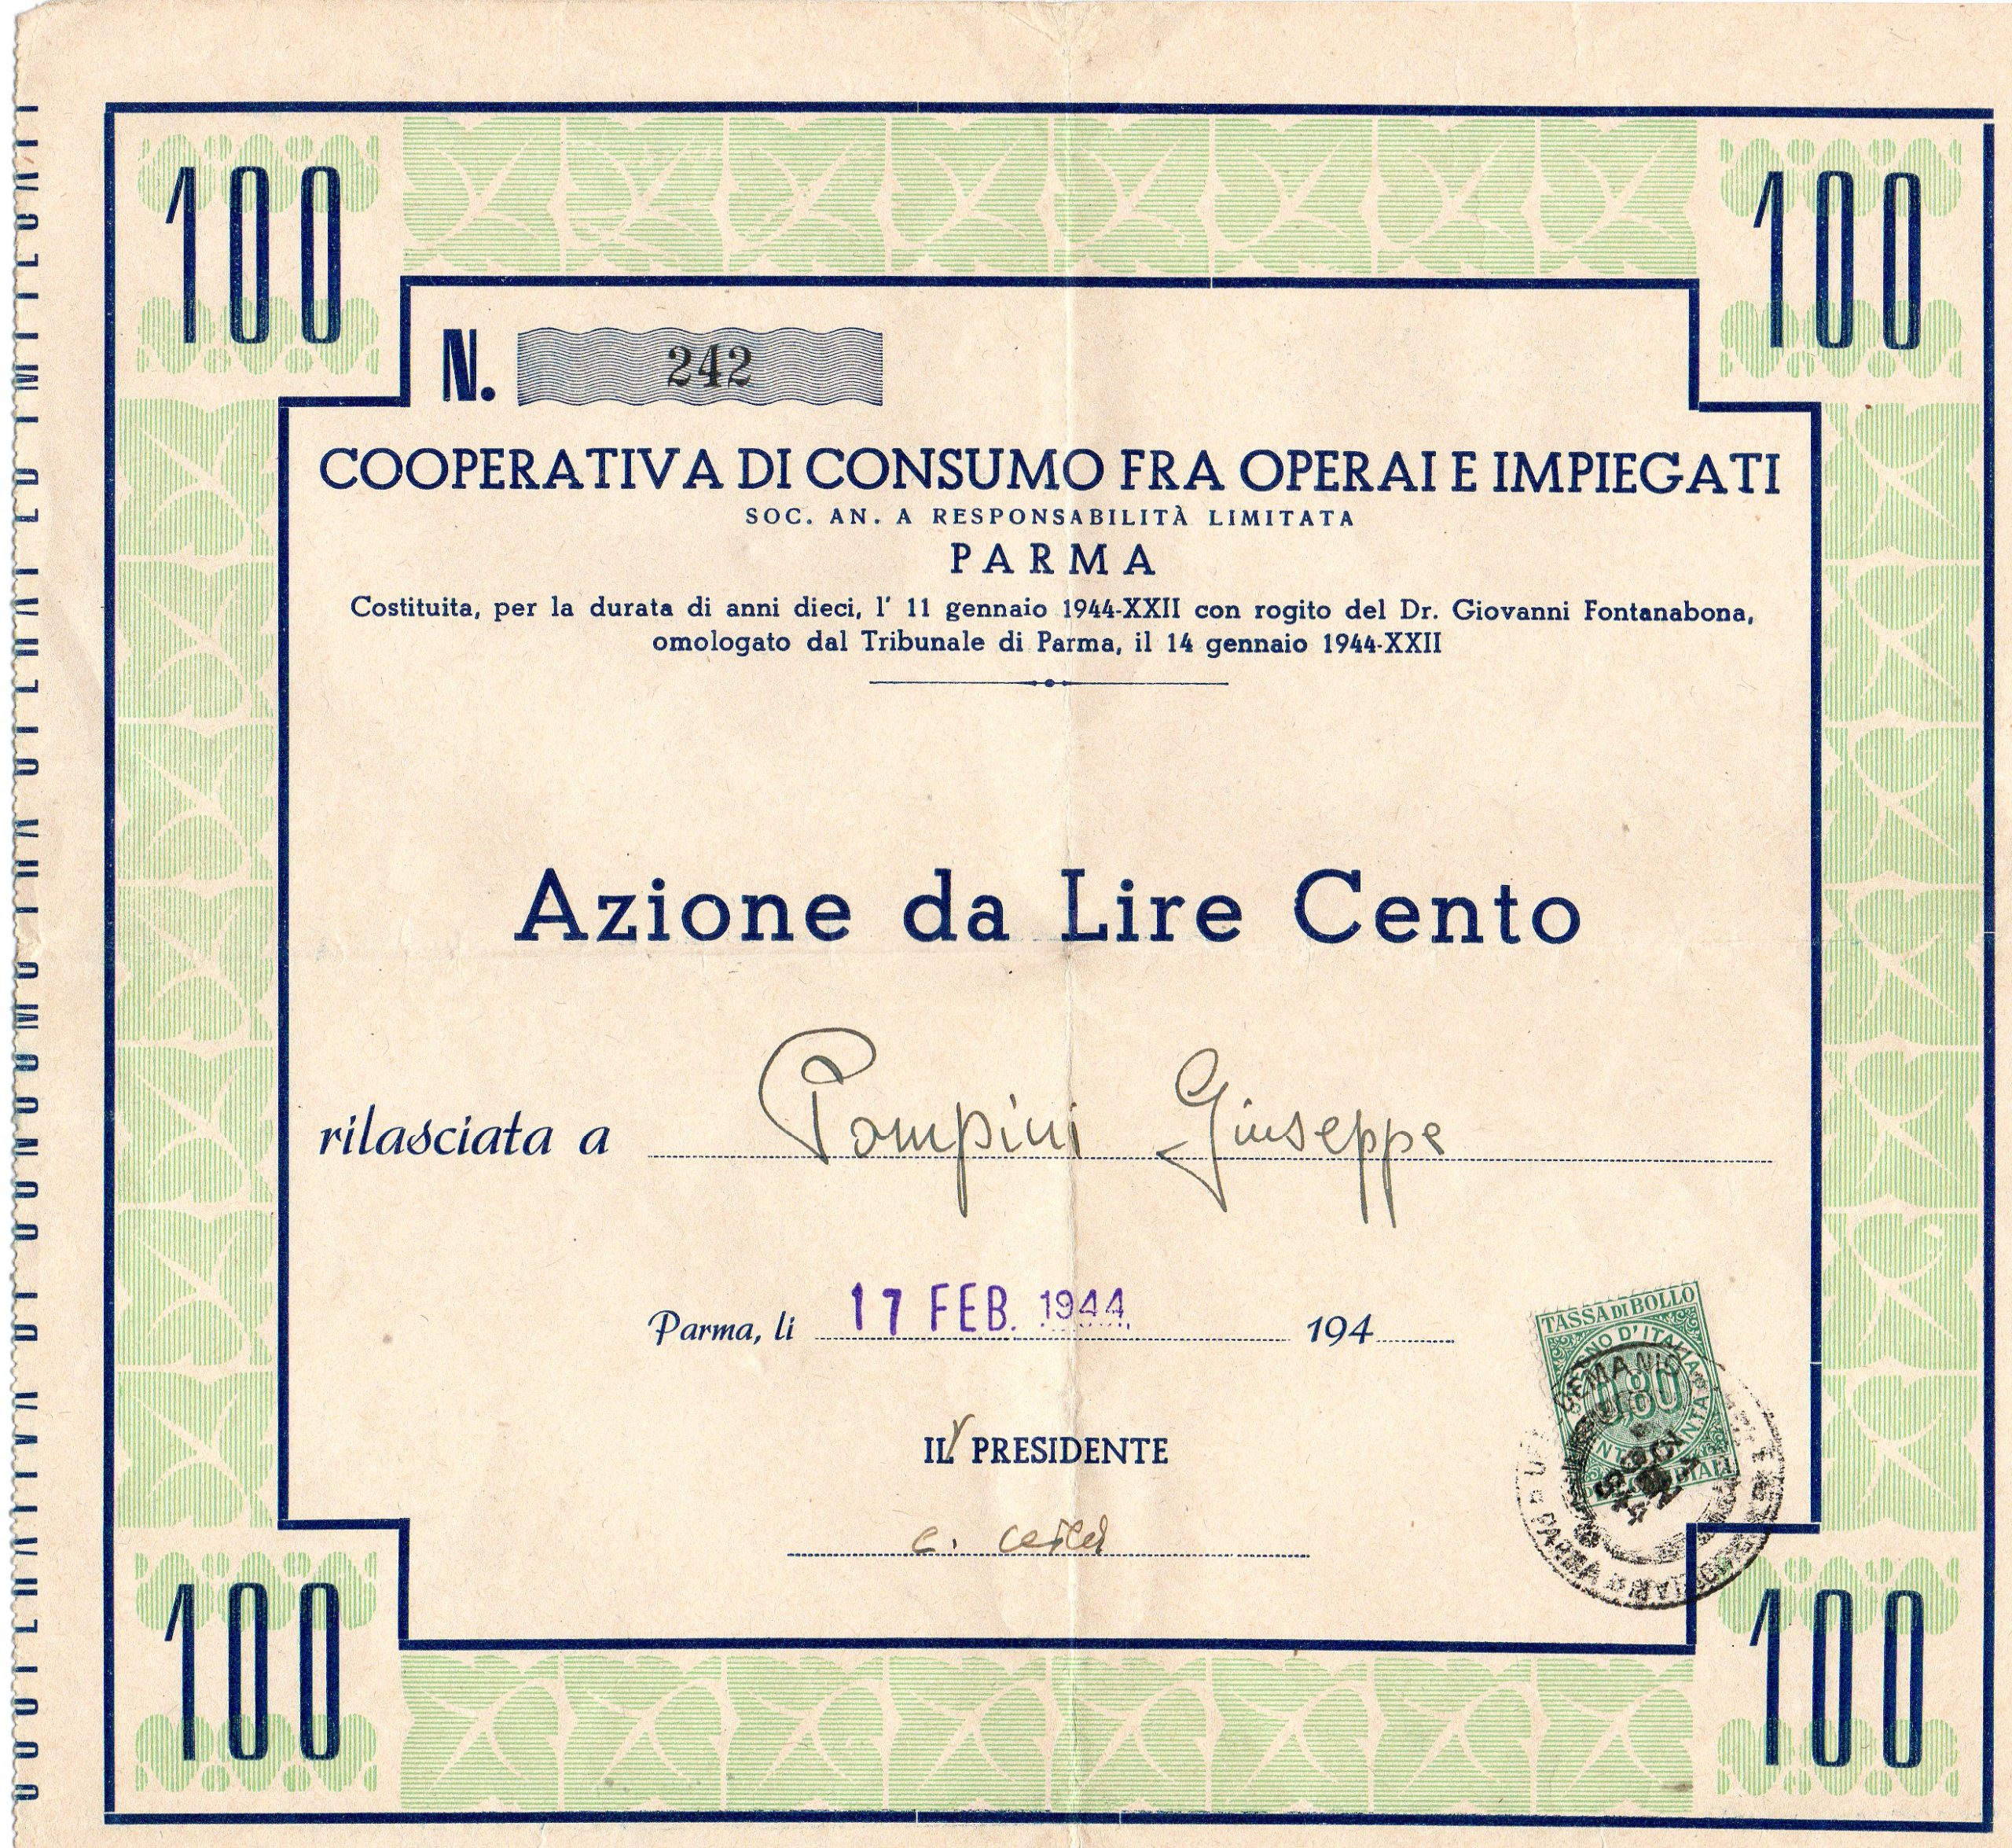 100
100
N. 242
COOPERATIVA DI CONSUMO FRA OPERAI E IMPIEGATI
SOC. AN. A RESPONSABILITÀ LIMITATA
PARMA
Costituita, per la durata di anni dieci, l' 11 gennaio 1944-XXII con rogito del Dr. Giovanni Fontanabona,
omologato dal Tribunale di Parma, il 14 gennaio 1944-XXII
Azione da Lire Cento
rilasciata a Pompini Giuseppe
Parma, li 17 FEB. 1944 194
IL PRESIDENTE
TASSA DI BOLLO
0,80
PARMA
100
100